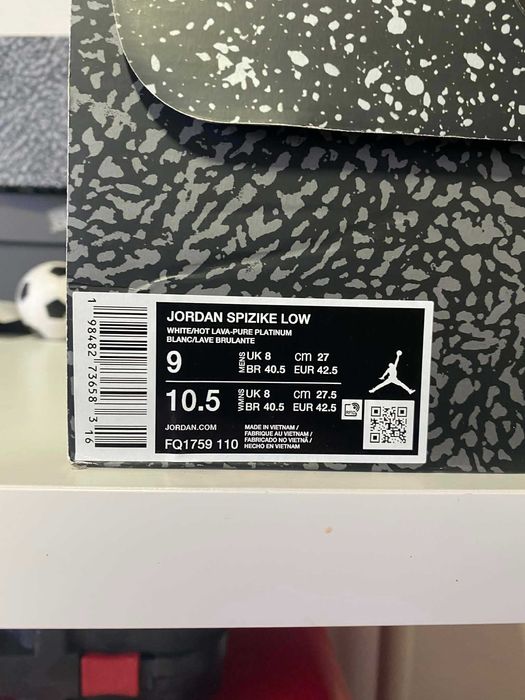 JORDAN SPIZIKE LOW
WHITE/HOT LAVA-PURE PLATINUM
BLANC/LAVE BRULANTE
9 MENS UK 8 cm 27
BR 40.5 EUR 42.5
10.5 WMNS UK 8 cm 27.5
BR 40.5 EUR 42.5
JORDAN.COM
FQ1759 110
MADE IN VIETNAM /
FABRIQUE AU VIETNAM /
FABRICADO NO VIETNÃ /
HECHO EN VIETNAM
1 98482 73658 3 16